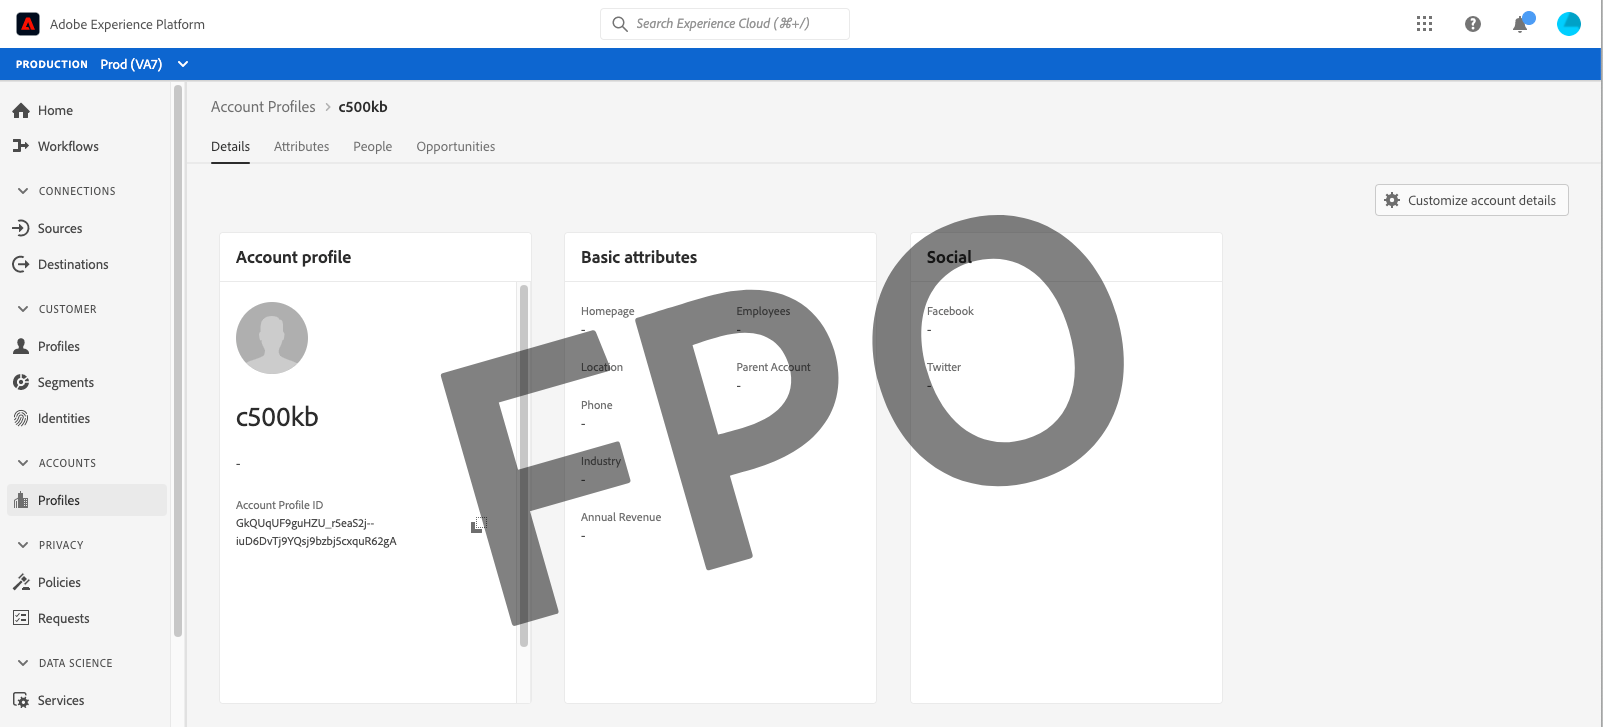 Adobe Experience Platform
Search Experience Cloud (⌘+/)
PRODUCTION Prod (VA7)
Home
Workflows
CONNECTIONS
Sources
Destinations
CUSTOMER
Profiles
Segments
Identities
ACCOUNTS
Profiles
PRIVACY
Policies
Requests
DATA SCIENCE
Services
Account Profiles > c500kb
Details Attributes People Opportunities
Customize account details
Account profile
c500kb
-
Account Profile ID
GkQUqUF9guHZU_r5eaS2j--
iuD6DvTj9YQsj9bzbj5cxquR62gA
Basic attributes
Homepage Employees
- -
Location Parent Account
-
Phone
-
Industry
-
Annual Revenue
-
Social
Facebook
-
Twitter
-
FPO